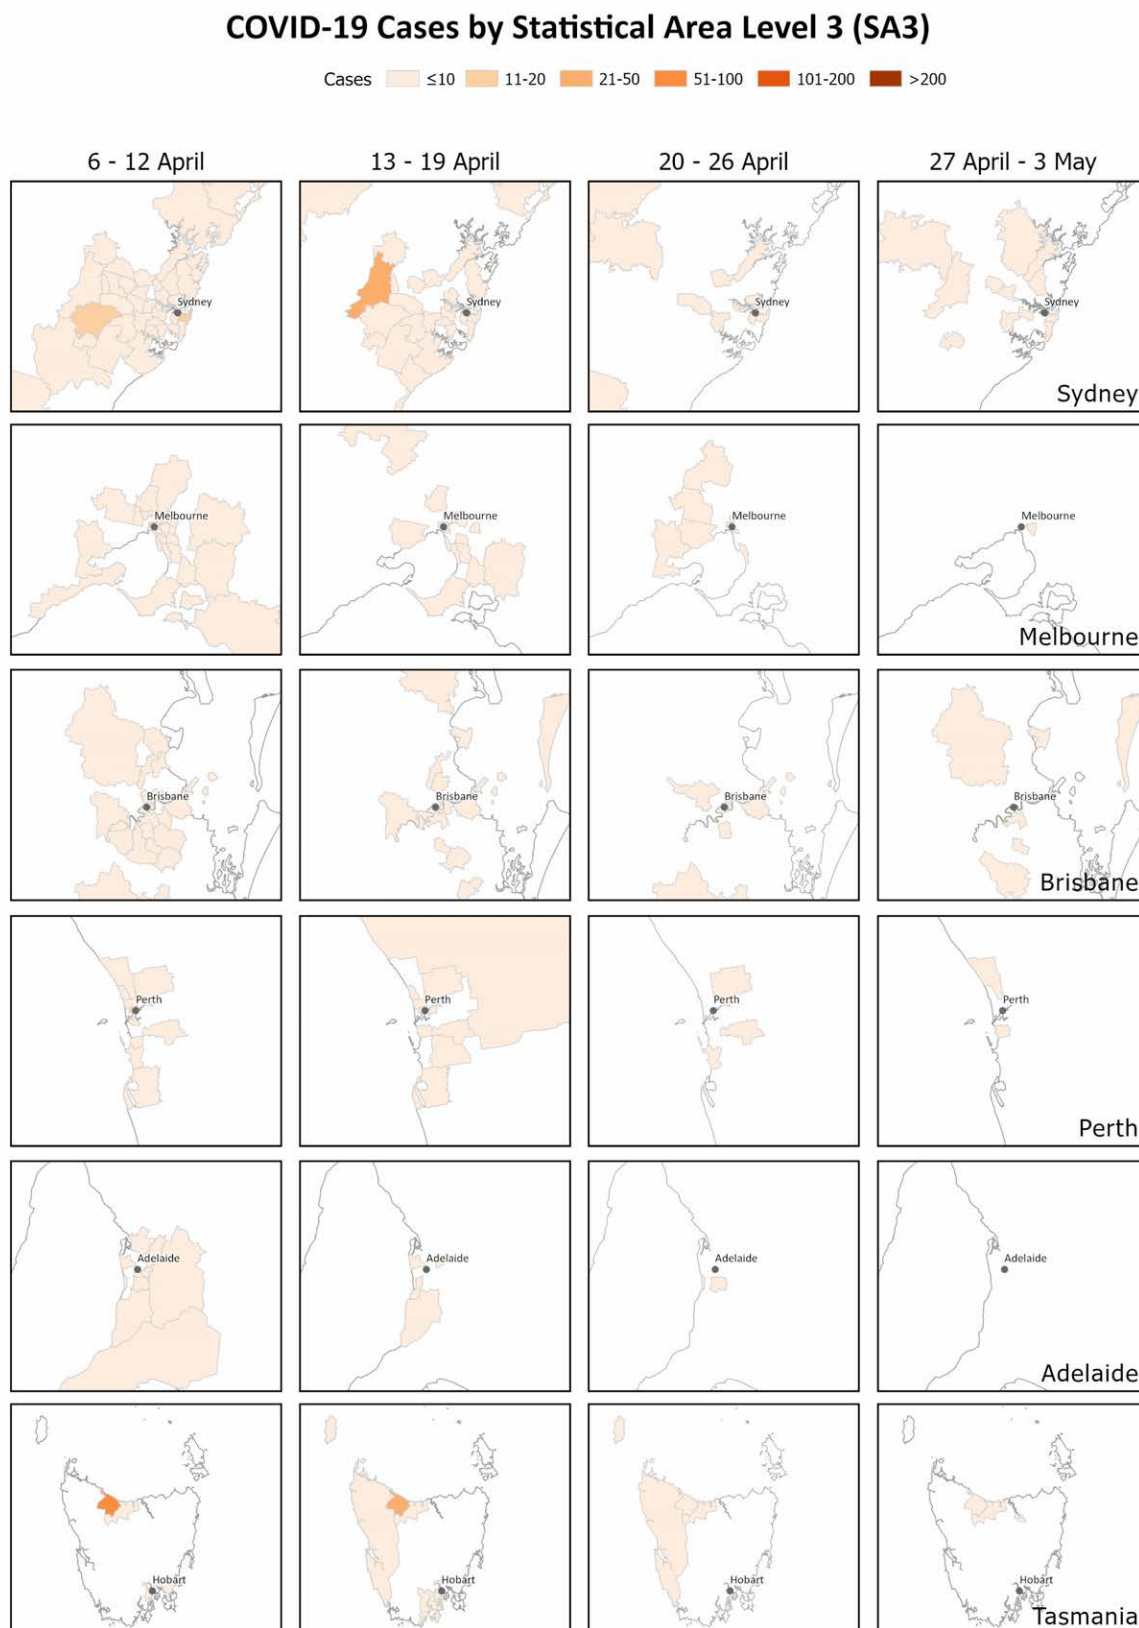 COVID-19 Cases by Statistical Area Level 3 (SA3)
Cases ≤10 11-20 21-50 51-100 101-200 >200
6 - 12 April 13 - 19 April 20 - 26 April 27 April - 3 May
Sydney Sydney Sydney Sydney
Sydney
Melbourne Melbourne Melbourne Melbourne
Melbourne
Brisbane Brisbane Brisbane Brisbane
Brisbane
Perth Perth Perth Perth
Perth
Adelaide Adelaide Adelaide Adelaide
Adelaide
Hobart Hobart Hobart Hobart
Tasmania